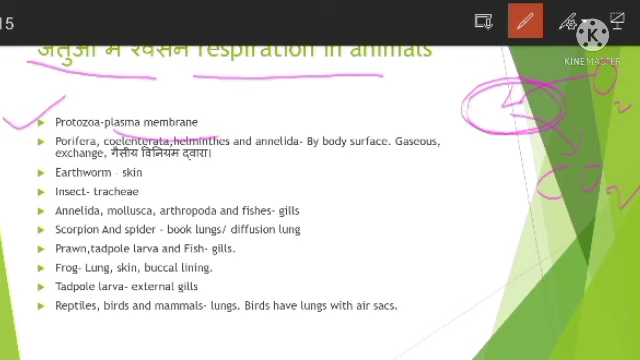 15
जंतुओं में श्वसन respiration in animals
KINEMASTER
Protozoa-plasma membrane
Porifera, coelenterata,helminthes and annelida- By body surface. Gaseous,
exchange, गैसीय विनियम द्वारा।
Earthworm – skin
Insect- tracheae
Annelida, mollusca, arthropoda and fishes- gills
Scorpion And spider – book lungs/ diffusion lung
Prawn,tadpole larva and Fish- gills.
Frog- Lung, skin, buccal lining.
Tadpole larva- external gills
Reptiles, birds and mammals- lungs. Birds have lungs with air sacs.
O2
CO2